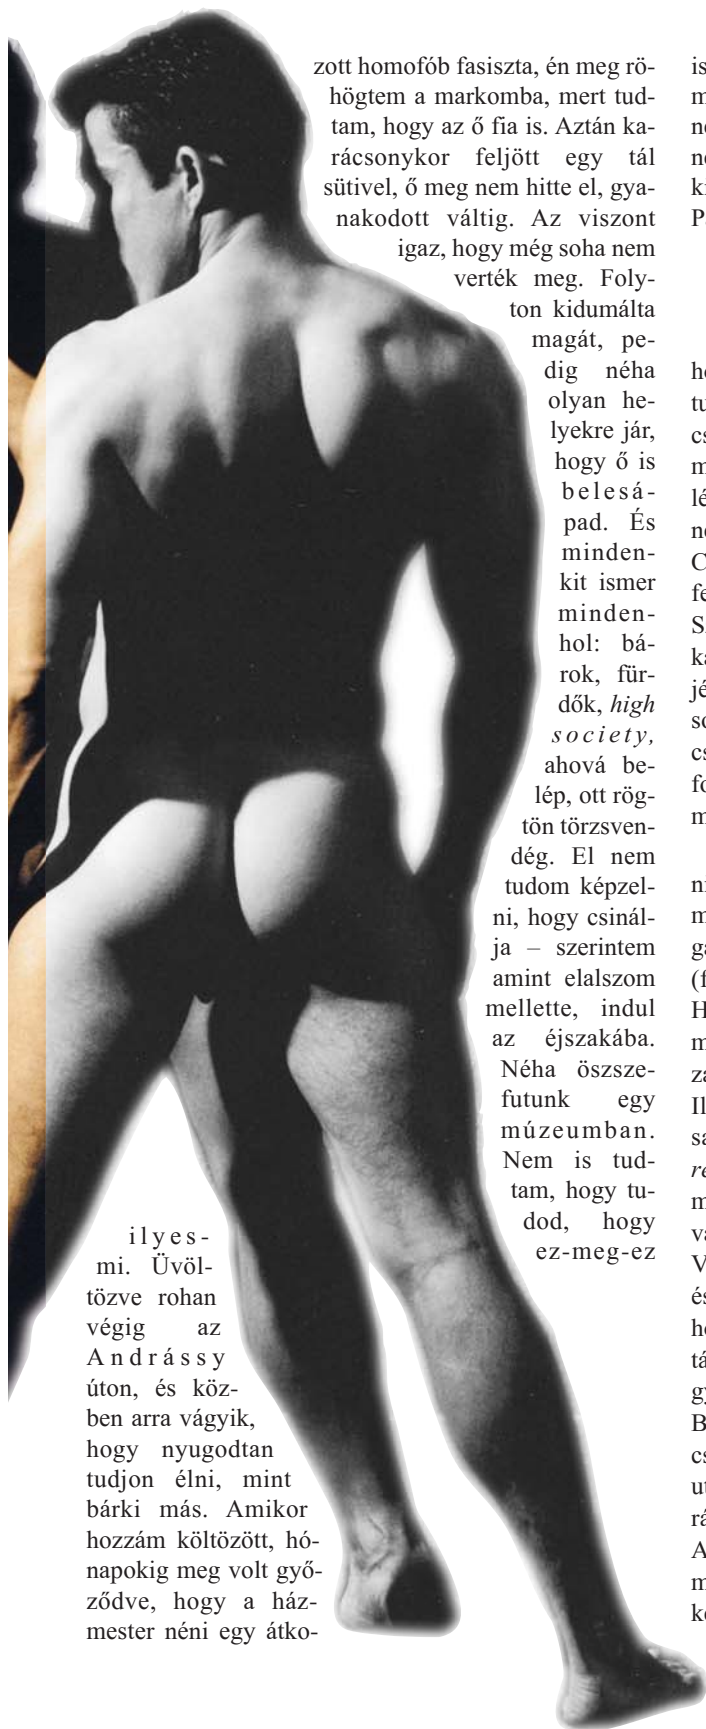 ilyes-
mi. Üvöl-
tözve rohan
végig az
Andrássy
úton, és köz-
ben arra vágyik,
hogy nyugodtan
tudjon élni, mint
bárki más. Amikor
hozzám költözött, hó-
napokig meg volt győ-
ződve, hogy a ház-
mester néni egy átko-
zott homofób fasiszta, én meg rö-
högtem a markomba, mert tud-
tam, hogy az ő fia is. Aztán ka-
rácsonykor feljött egy tál
sütivel, ő meg nem hitte el, gya-
nakodott váltig. Az viszont
igaz, hogy még soha nem
verték meg. Foly-
ton kidumálta
magát, pe-
dig néha
olyan he-
lyekre jár,
hogy ő is
belesá-
pad. És
minden-
kit ismer
minden-
hol: bá-
rok, für-
dők, high
society,
ahová be-
lép, ott rög-
tön törzsven-
dég. El nem
tudom képzel-
ni, hogy csinál-
ja – szerintem
amint elalszom
mellette, indul
az éjszakába.
Néha öszsze-
futunk egy
múzeumban.
Nem is tud-
tam, hogy tu-
dod, hogy
ez-meg-ez